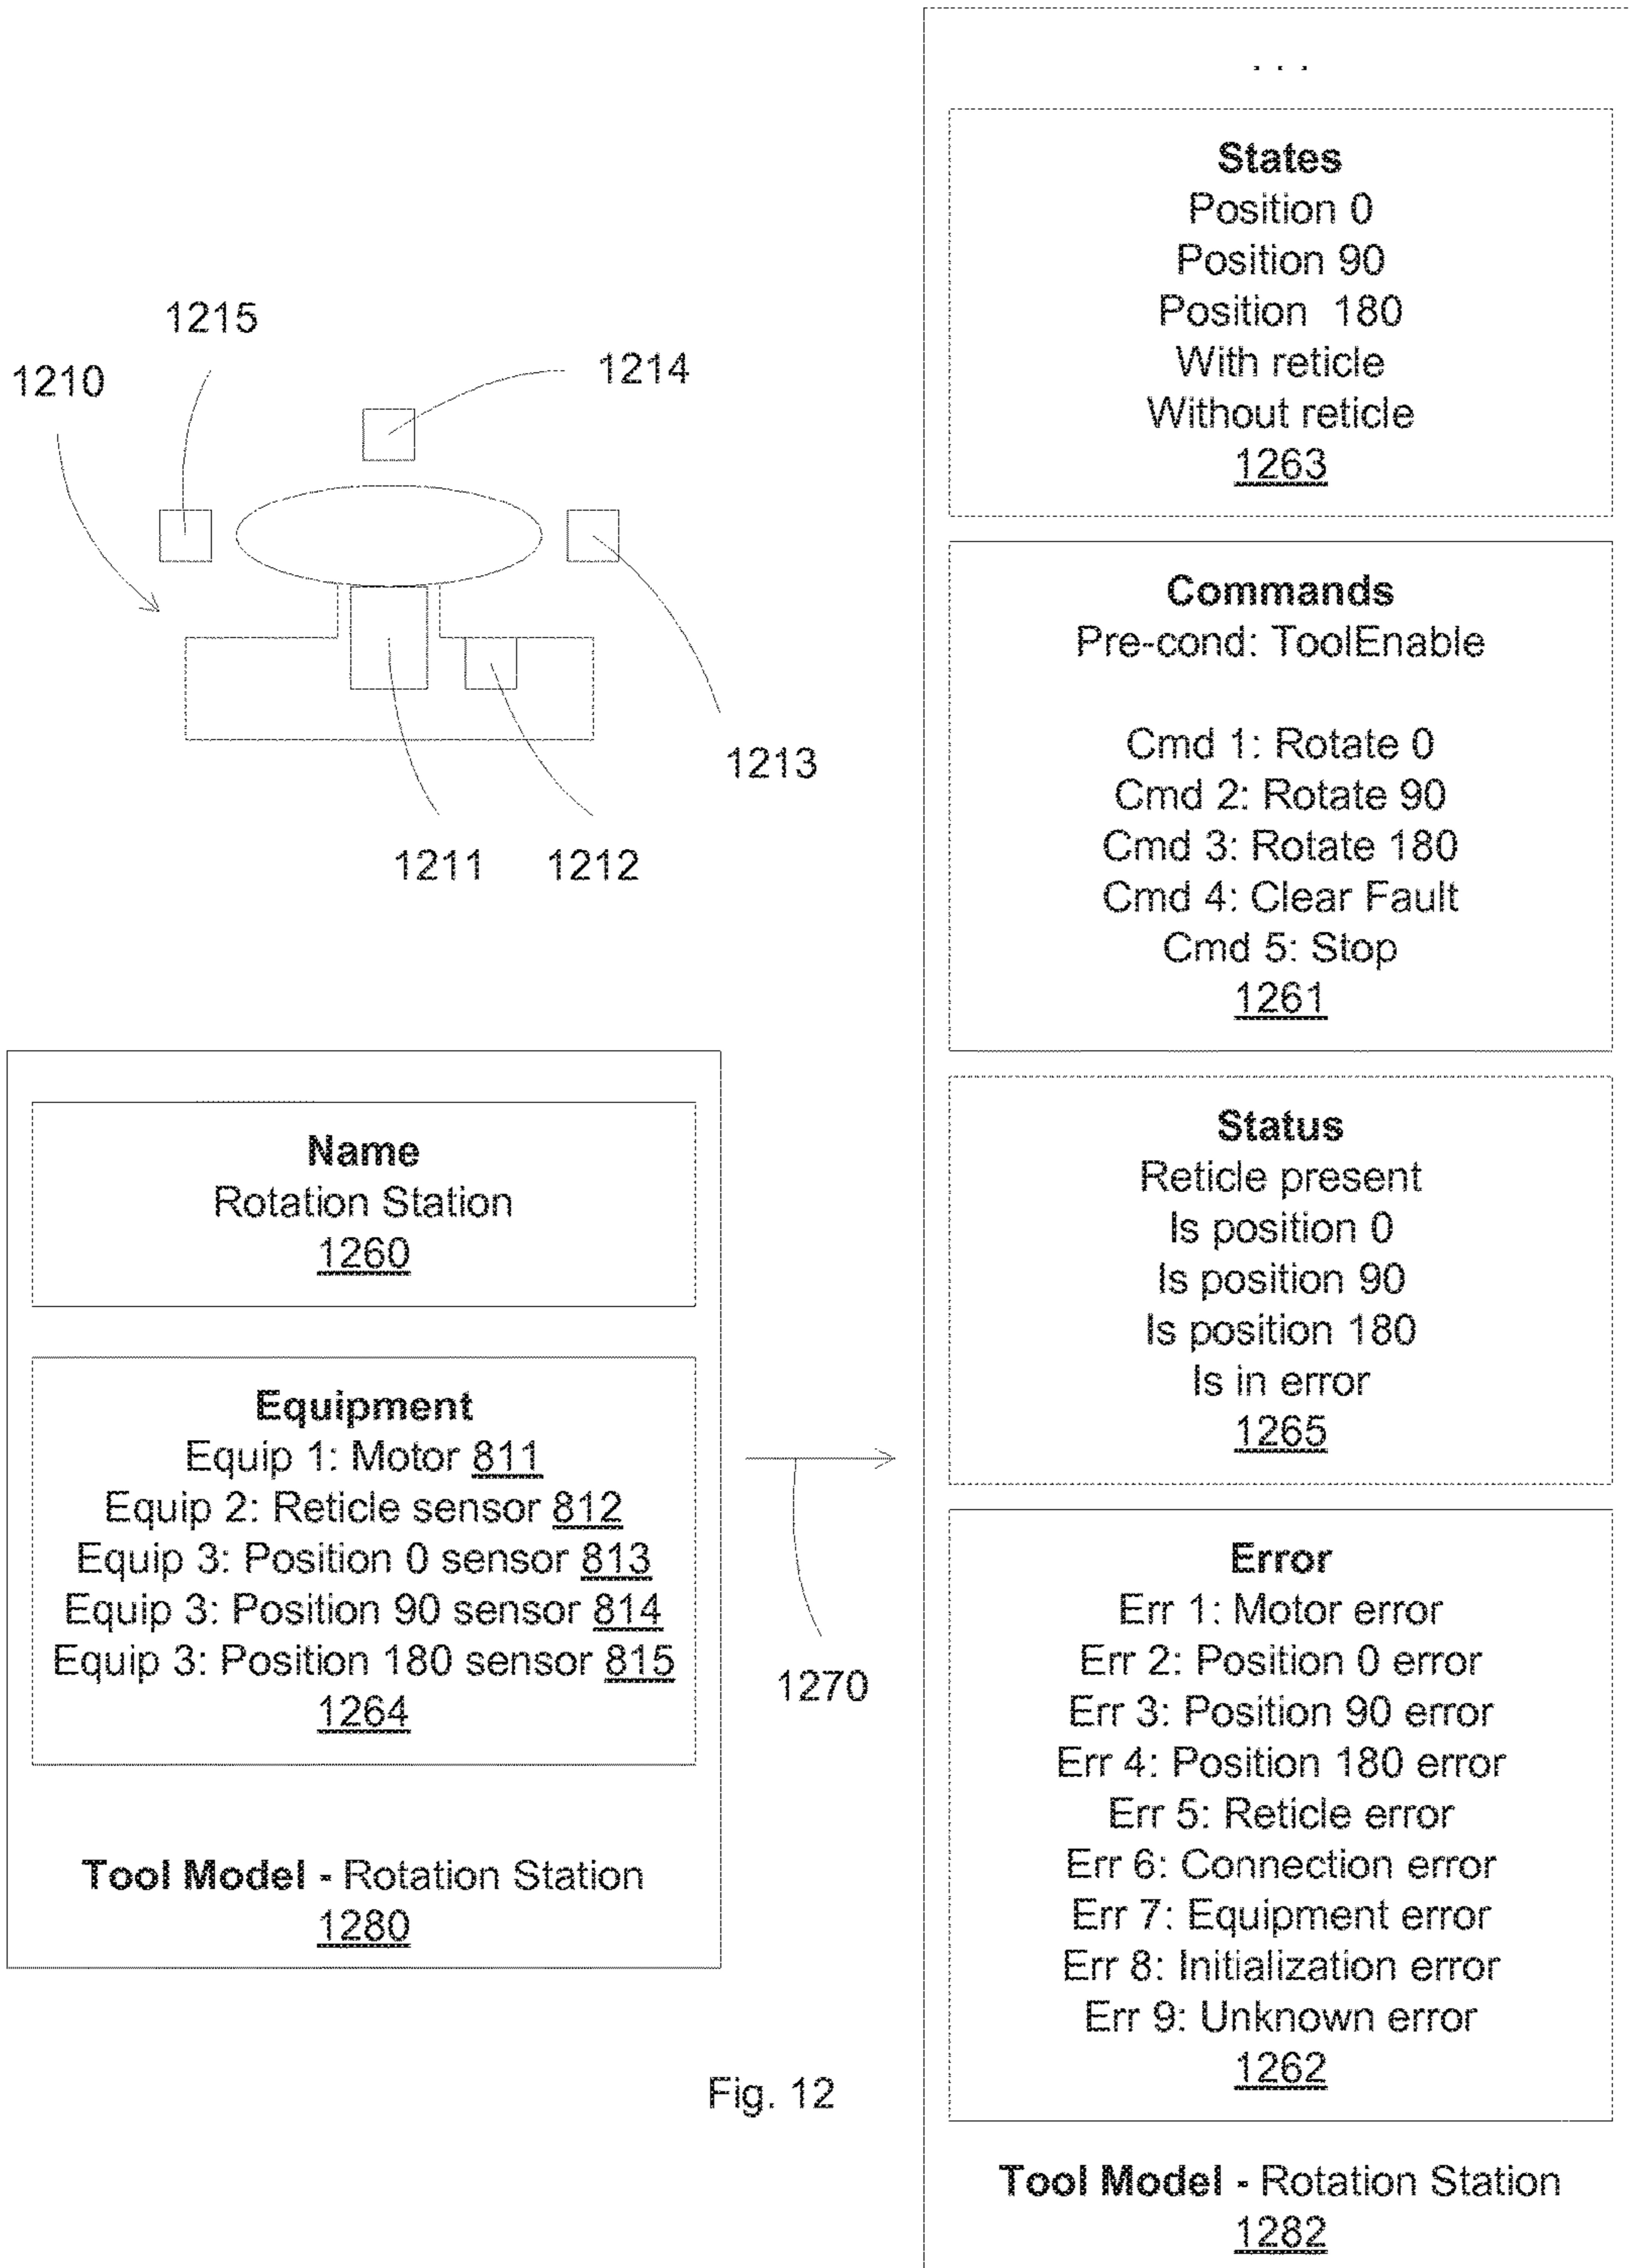 1215
1214
1210
1213
1211
1212
Name
Rotation Station
1260
Equipment
Equip 1: Motor 811
Equip 2: Reticle sensor 812
Equip 3: Position 0 sensor 813
Equip 3: Position 90 sensor 814
Equip 3: Position 180 sensor 815
1264
Tool Model - Rotation Station
1280
1270
. . .
States
Position 0
Position 90
Position 180
With reticle
Without reticle
1263
Commands
Pre-cond: ToolEnable
Cmd 1: Rotate 0
Cmd 2: Rotate 90
Cmd 3: Rotate 180
Cmd 4: Clear Fault
Cmd 5: Stop
1261
Status
Reticle present
Is position 0
Is position 90
Is position 180
Is in error
1265
Error
Err 1: Motor error
Err 2: Position 0 error
Err 3: Position 90 error
Err 4: Position 180 error
Err 5: Reticle error
Err 6: Connection error
Err 7: Equipment error
Err 8: Initialization error
Err 9: Unknown error
1262
Tool Model - Rotation Station
1282
Fig. 12